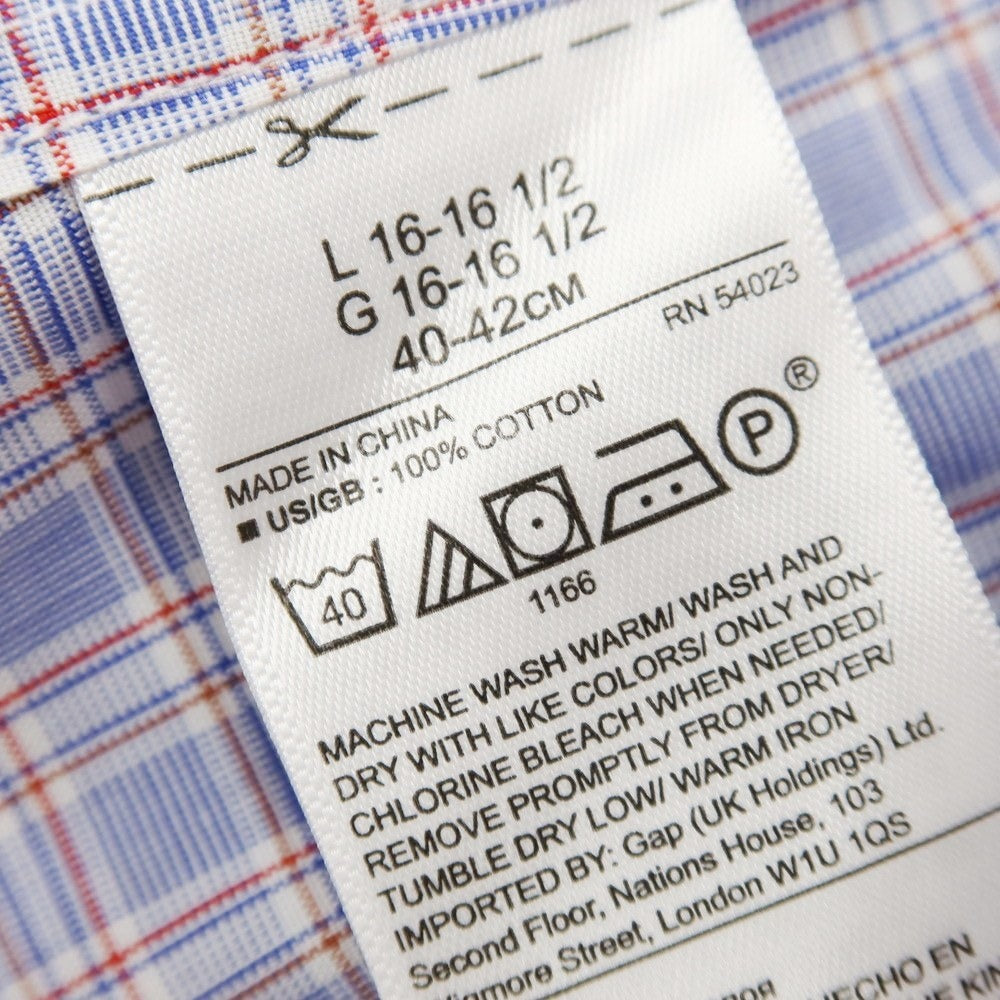 L 16-16 1/2
G 16-16 1/2
40-42CM
RN 54023
MADE IN CHINA
■ US/GB : 100% COTTON
40
P ®
1166
MACHINE WASH WARM/ WASH AND
DRY WITH LIKE COLORS/ ONLY NON-
CHLORINE BLEACH WHEN NEEDED/
REMOVE PROMPTLY FROM DRYER/
TUMBLE DRY LOW/ WARM IRON
IMPORTED BY: Gap (UK Holdings) Ltd.
Second Floor, Nations House, 103
Street, London W1U 1QS
HECHO EN